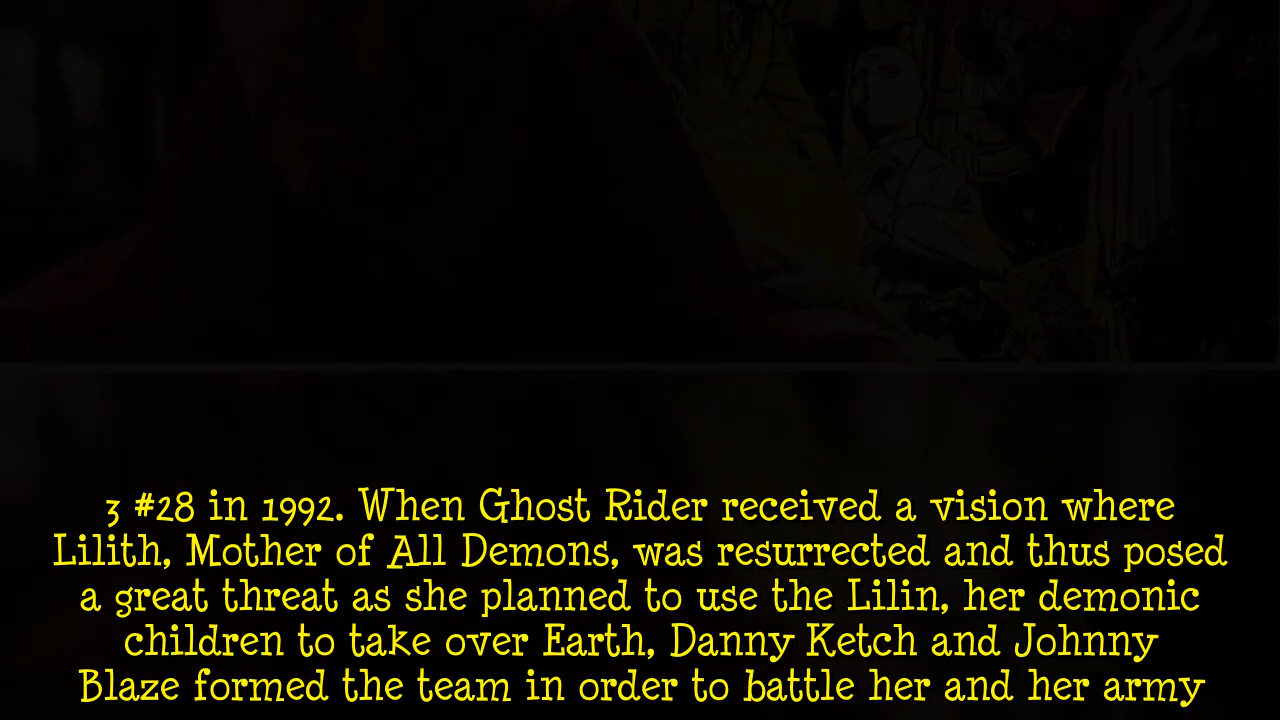 3 #28 in 1992. When Ghost Rider received a vision where
Lilith, Mother of All Demons, was resurrected and thus posed
a great threat as she planned to use the Lilin, her demonic
children to take over Earth, Danny Ketch and Johnny
Blaze formed the team in order to battle her and her army